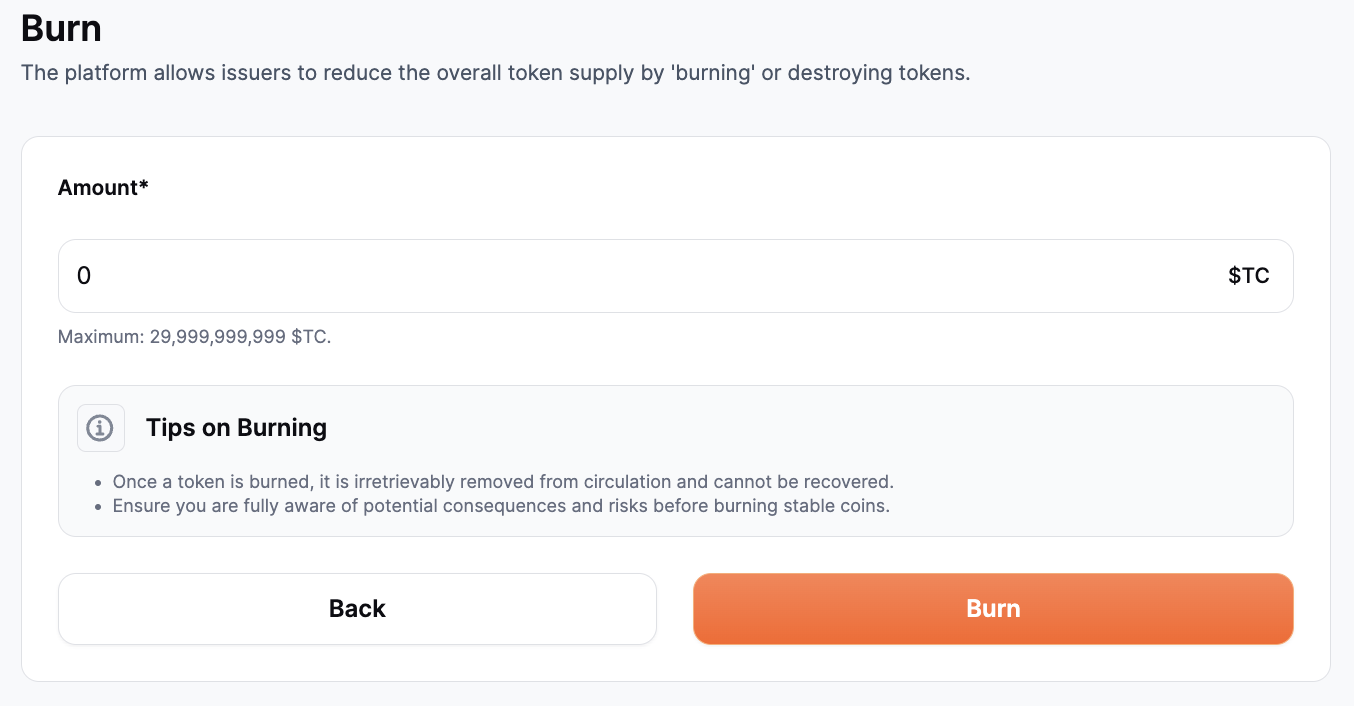 Burn
The platform allows issuers to reduce the overall token supply by 'burning' or destroying tokens.
Amount*
0 $TC
Maximum: 29,999,999,999 $TC.
Tips on Burning
• Once a token is burned, it is irretrievably removed from circulation and cannot be recovered.
• Ensure you are fully aware of potential consequences and risks before burning stable coins.
Back Burn